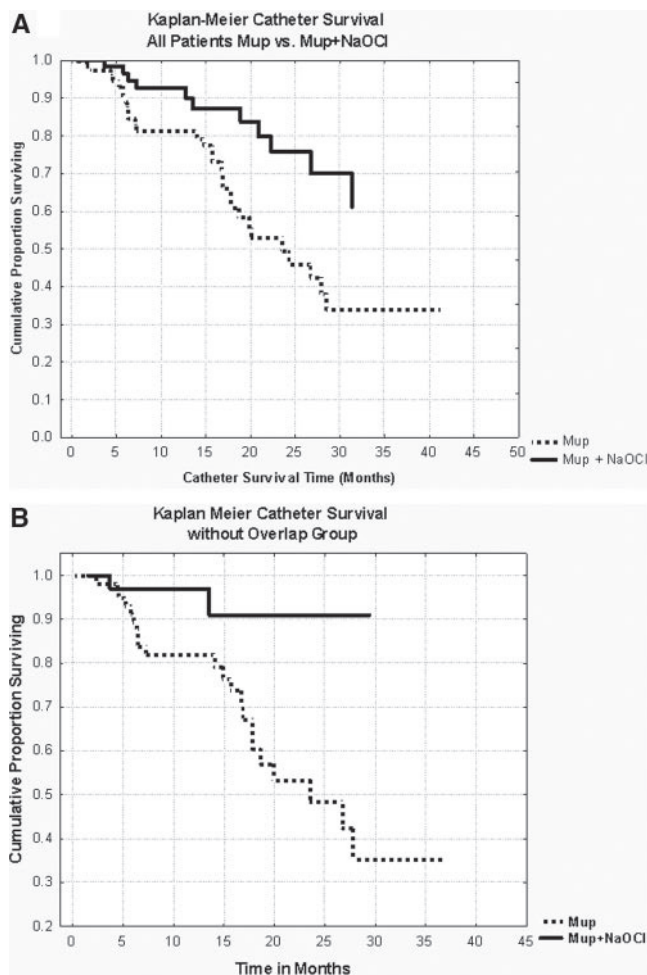 A
Kaplan-Meier Catheter Survival
All Patients Mup vs. Mup+NaOCl
Cumulative Proportion Surviving
1.0
0.9
0.8
0.7
0.6
0.5
0.4
0.3
0.2
0.1
0.0
0 5 10 15 20 25 30 35 40 45 50
Catheter Survival Time (Months)
Mup
Mup + NaOCl
B
Kaplan Meier Catheter Survival
without Overlap Group
Cumulative Proportion Surviving
1.0
0.9
0.8
0.7
0.6
0.5
0.4
0.3
0.2
0 5 10 15 20 25 30 35 40 45
Time in Months
Mup
Mup+NaOCl